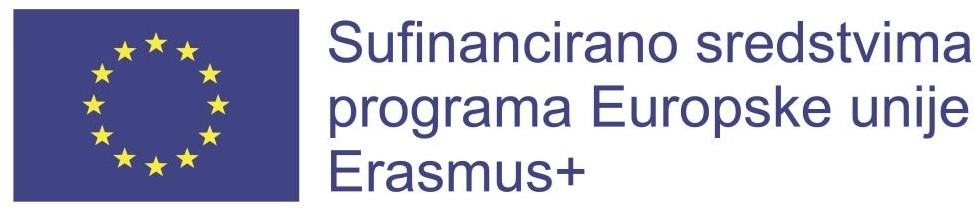 Sufinancirano sredstvima
programa Europske unije
Erasmus+